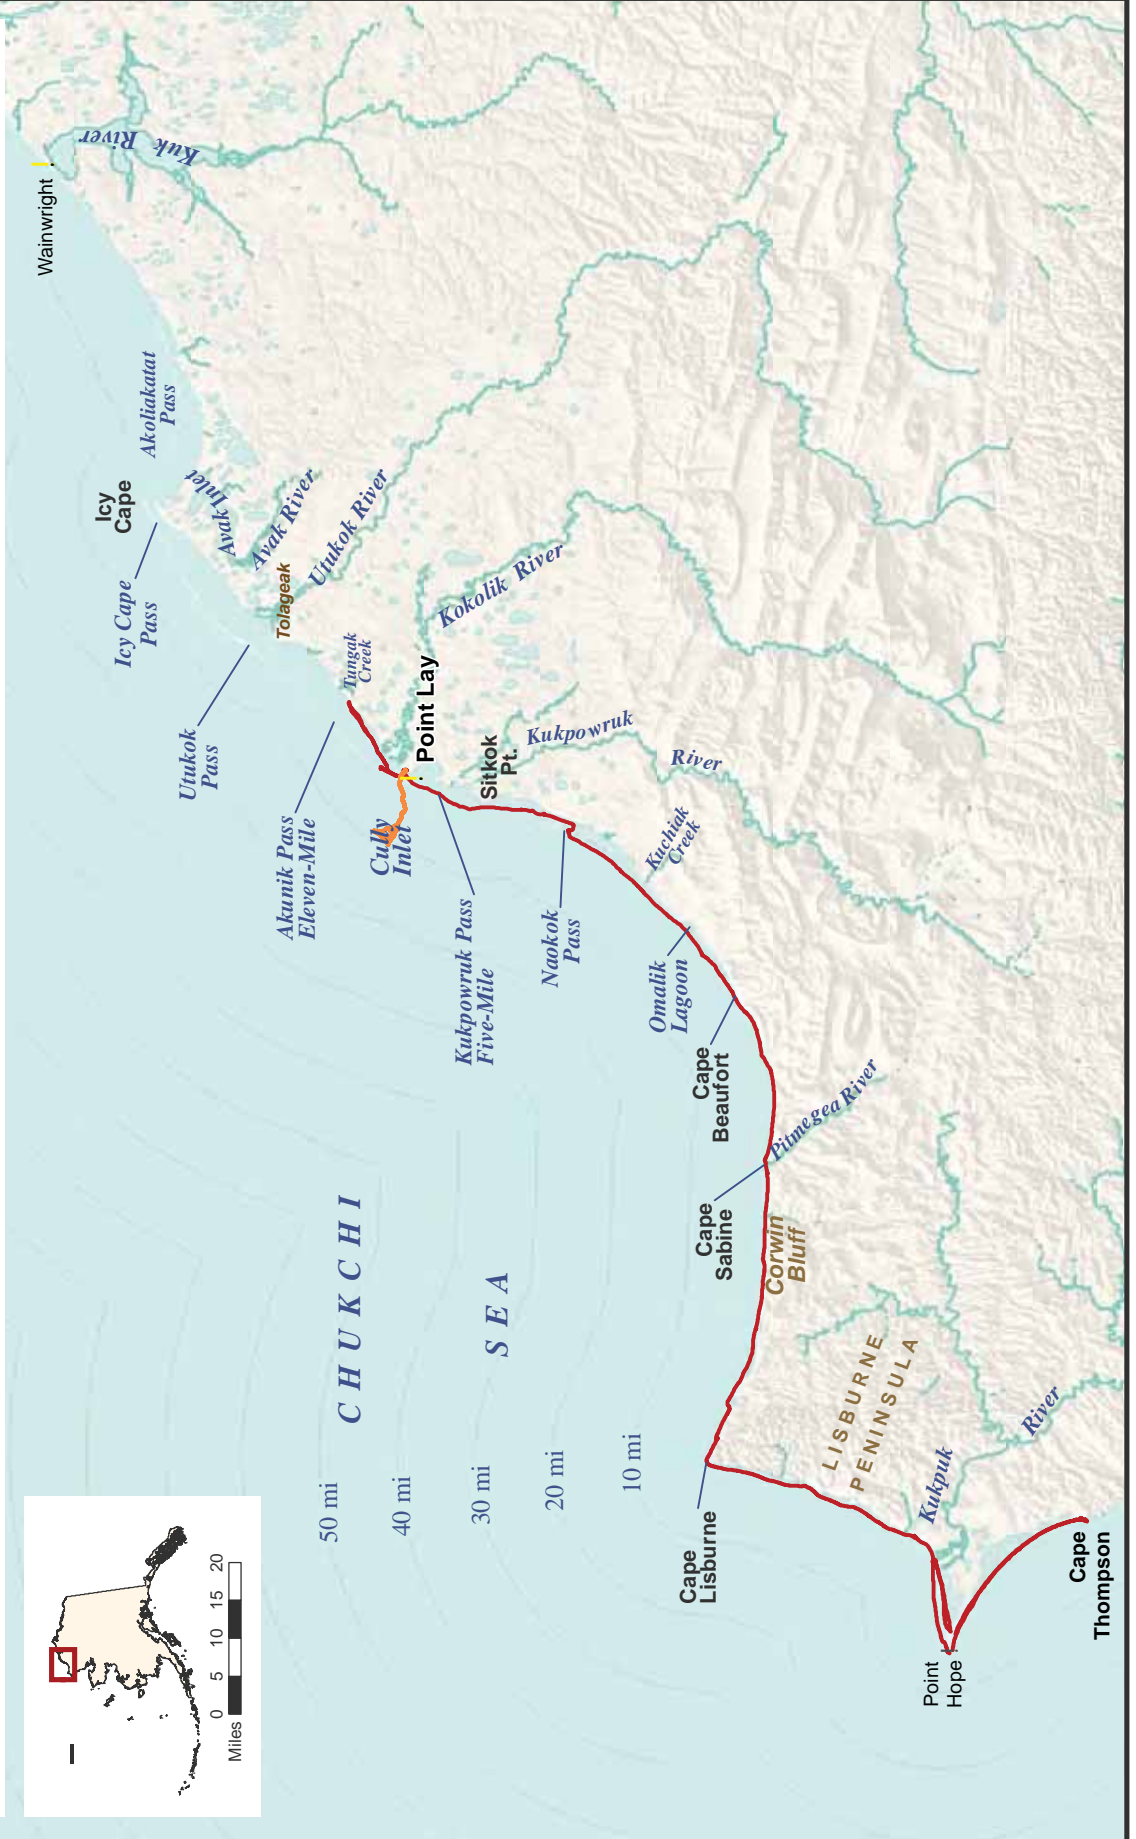 Wainwright
Kuk River
Akoliakatat
Pass
Icy
Cape
Icy Cape
Pass
Avak Inlet
Avak River
Tolageak
Utukok River
Utukok
Pass
Tungak
Creek
Kokolik River
Point Lay
Akunik Pass
Eleven-Mile
Cully
Inlet
Sitkok
Pt.
Kukpowruk
River
Kukpowruk Pass
Five-Mile
Naokok
Pass
Kuchiak
Creek
Omalik
Lagoon
Cape
Beaufort
Pitmegea River
Cape
Sabine
Corwin
Bluff
CHUKCHI
SEA
50 mi
40 mi
30 mi
20 mi
10 mi
LISBURNE
PENINSULA
Cape
Lisburne
Kukpuk
River
Point
Hope
Cape
Thompson
0 5 10 15 20
Miles